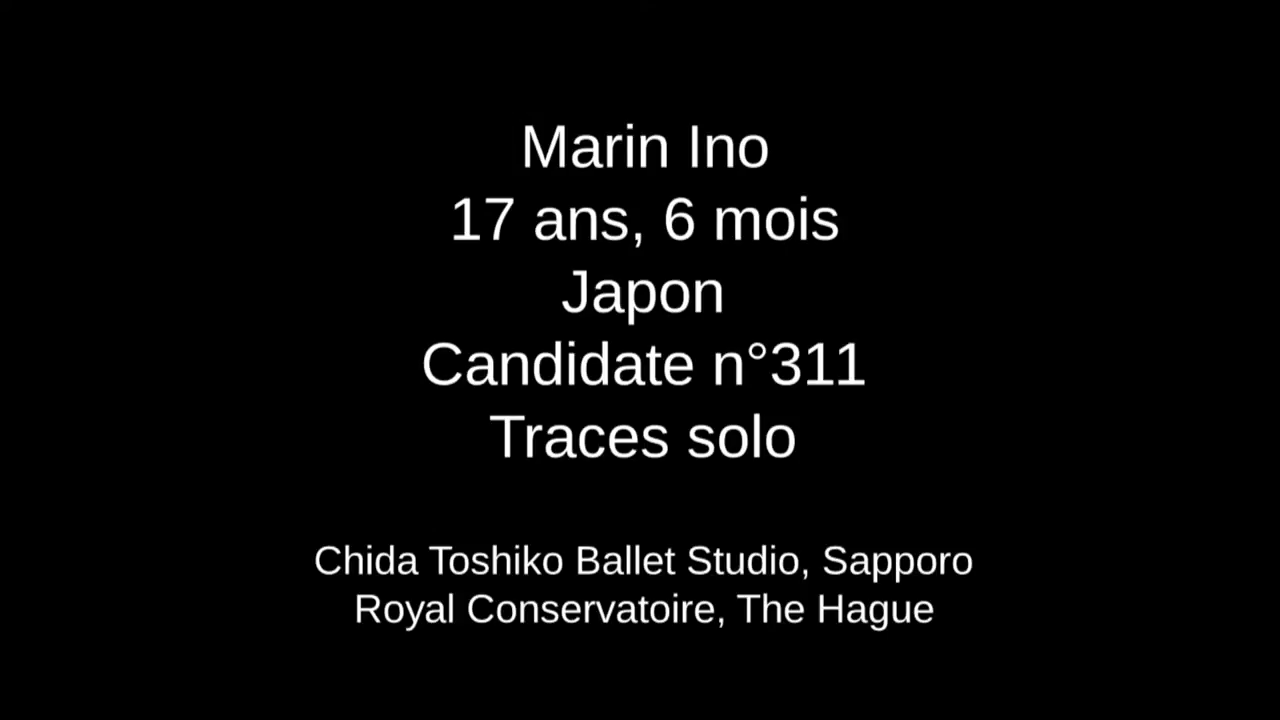 Marin Ino
17 ans, 6 mois
Japon
Candidate n°311
Traces solo
Chida Toshiko Ballet Studio, Sapporo
Royal Conservatoire, The Hague